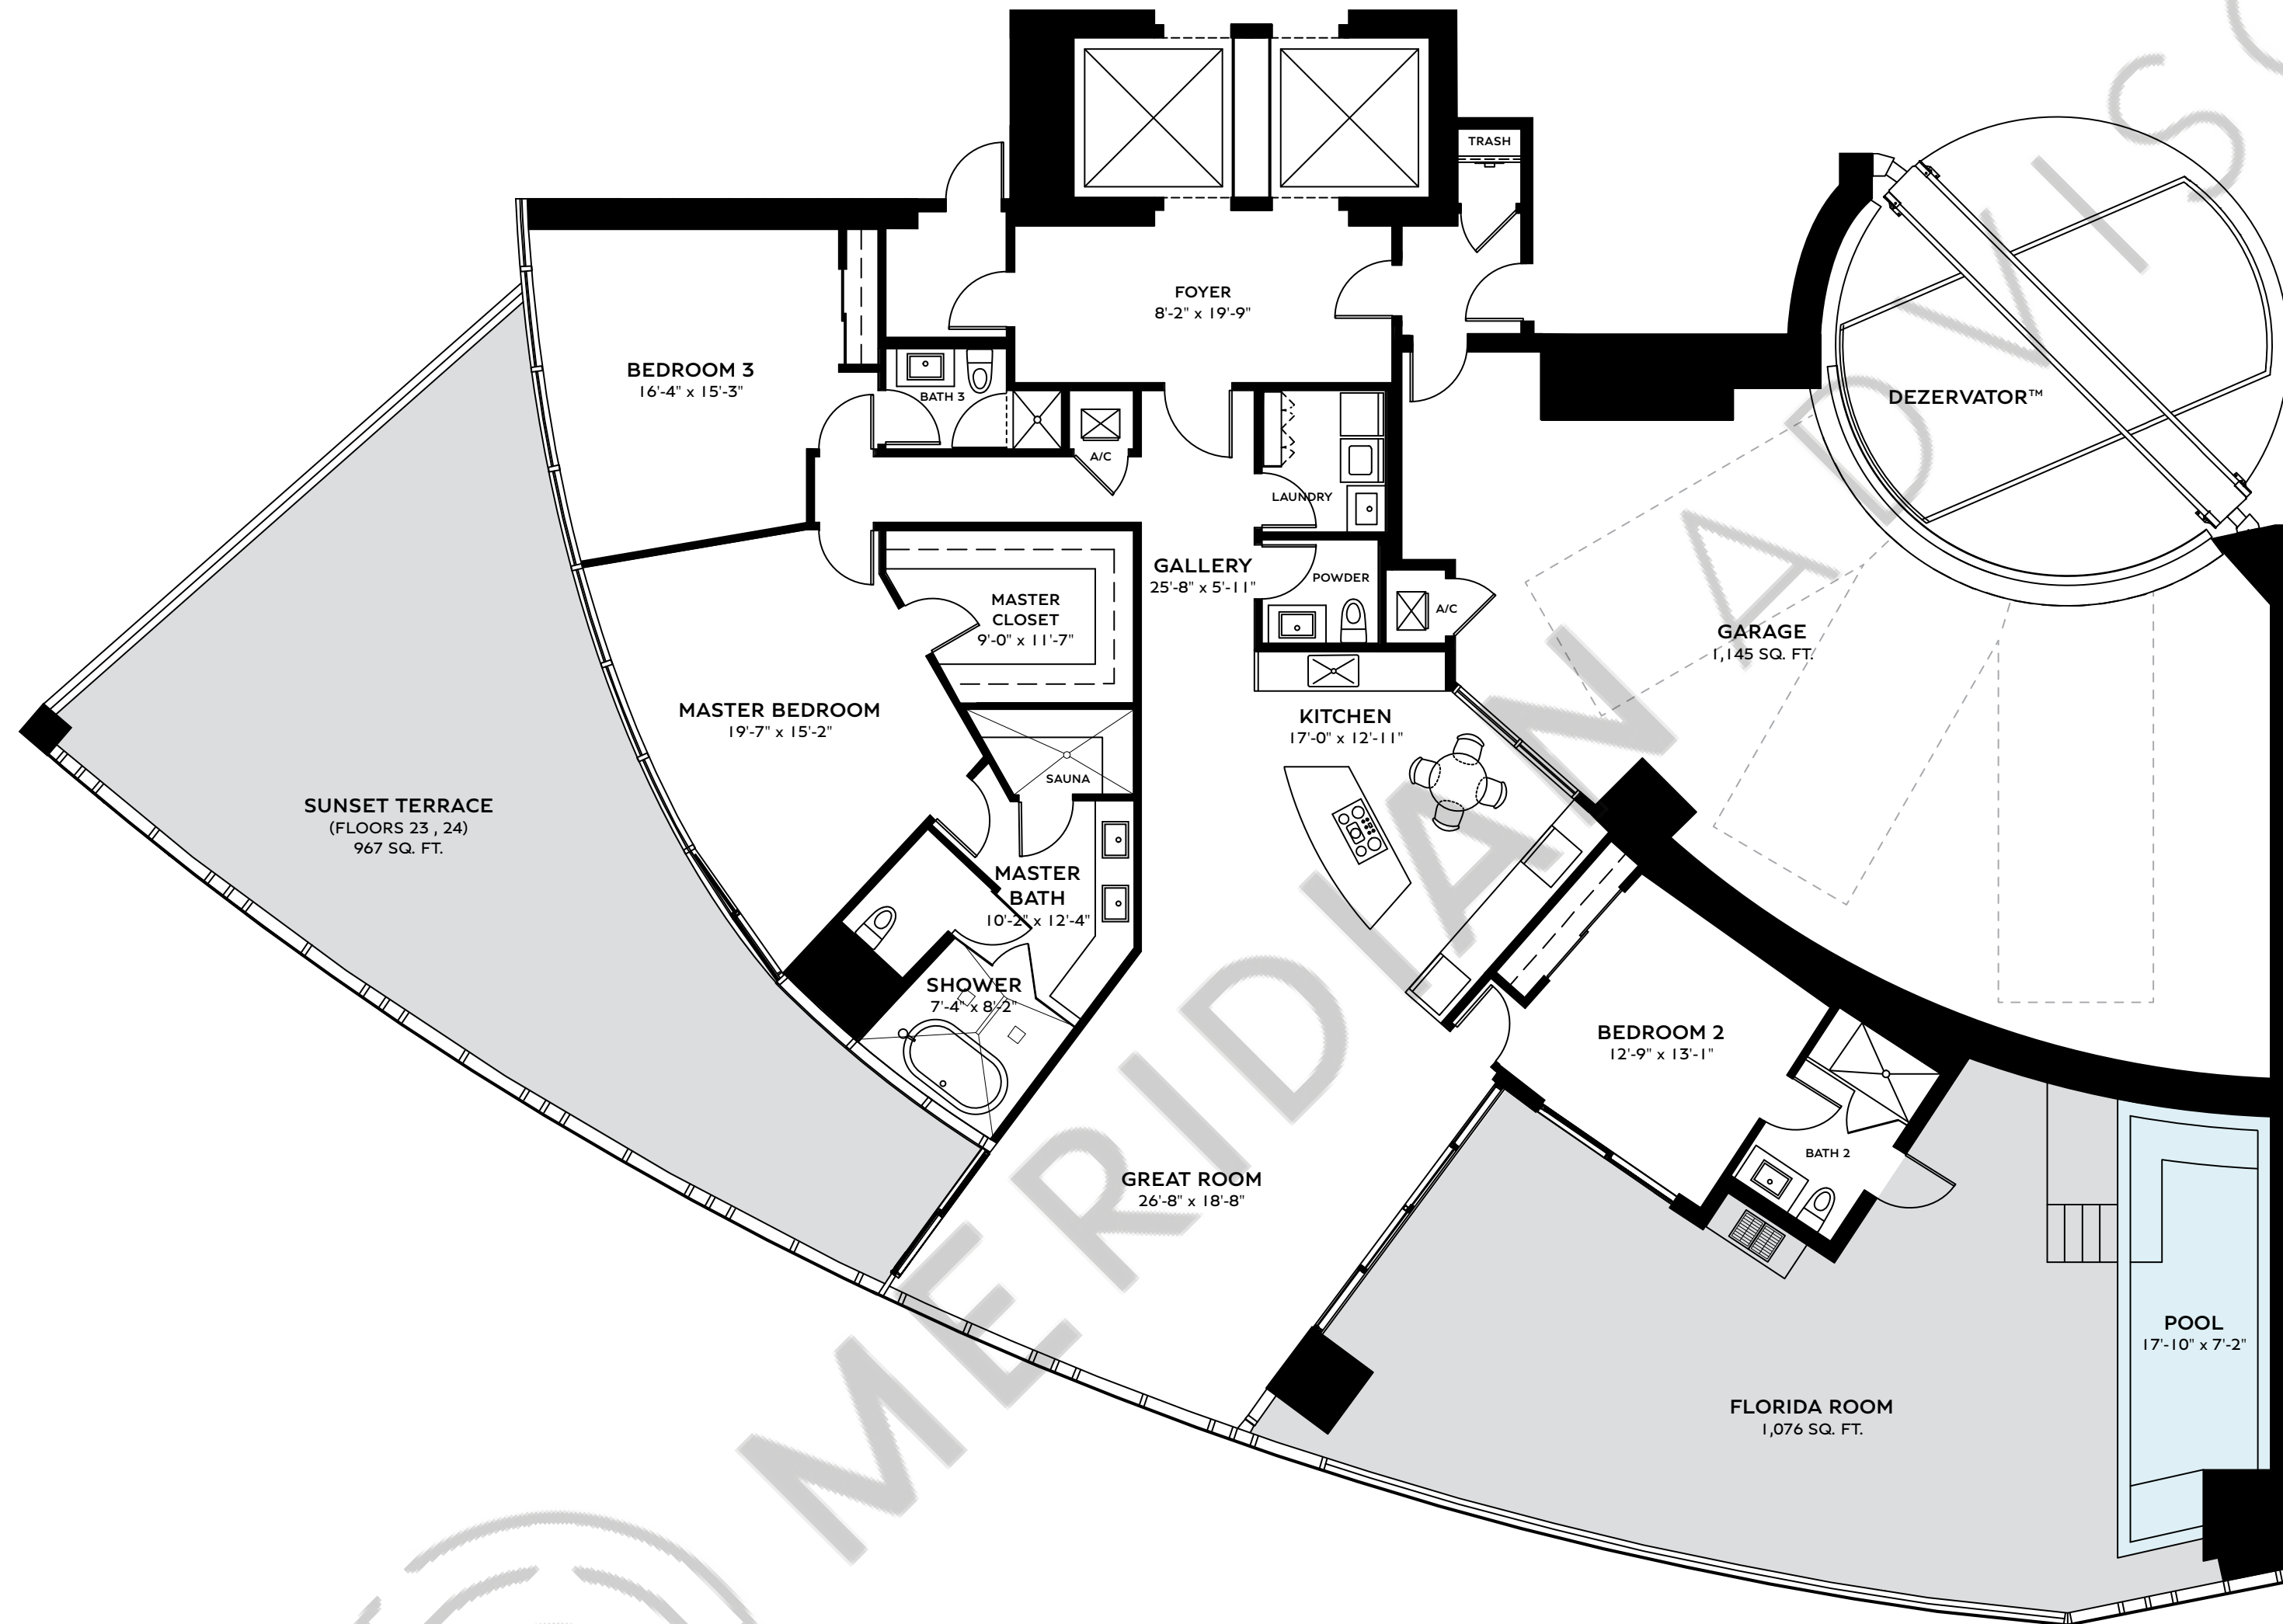 TRASH
FOYER
8'-2" x 19'-9"
BEDROOM 3
16'-4" x 15'-3"
BATH 3
A/C
LAUNDRY
DEZERVATOR™
GALLERY
25'-8" x 5'-11"
POWDER
A/C
MASTER
CLOSET
9'-0" x 11'-7"
GARAGE
1,145 SQ. FT.
MASTER BEDROOM
19'-7" x 15'-2"
KITCHEN
17'-0" x 12'-11"
SAUNA
SUNSET TERRACE
(FLOORS 23 , 24)
967 SQ. FT.
MASTER
BATH
10'-2" x 12'-4"
SHOWER
7'-4" x 8'-2"
BEDROOM 2
12'-9" x 13'-1"
BATH 2
GREAT ROOM
26'-8" x 18'-8"
POOL
17'-10" x 7'-2"
FLORIDA ROOM
1,076 SQ. FT.
MERIDIAN ADVISO